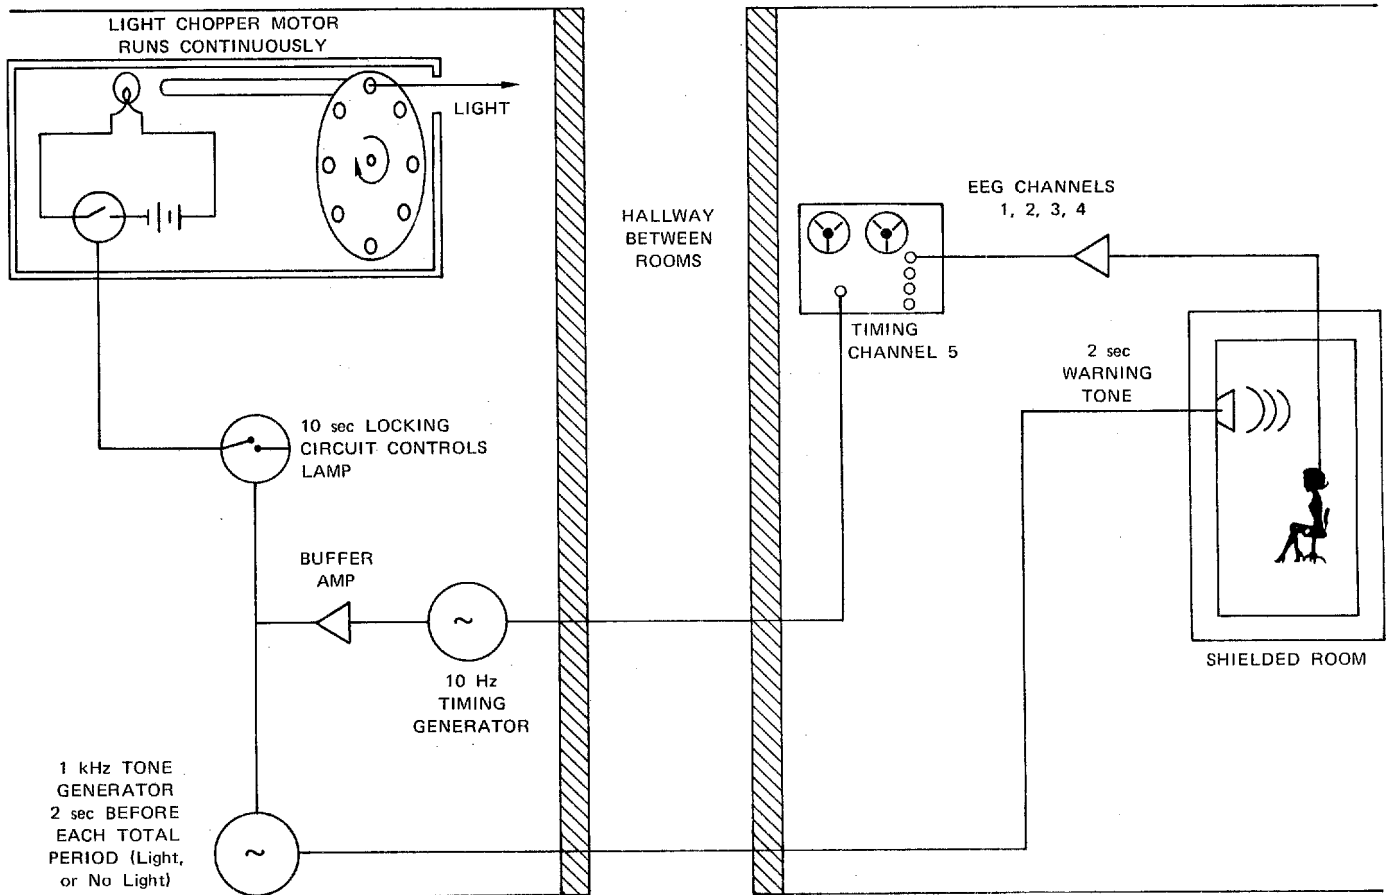 LIGHT CHOPPER MOTOR
RUNS CONTINUOUSLY
LIGHT
HALLWAY
BETWEEN
ROOMS
EEG CHANNELS
1, 2, 3, 4
TIMING
CHANNEL 5
2 sec
WARNING
TONE
10 sec LOCKING
CIRCUIT CONTROLS
LAMP
BUFFER
AMP
~
10 Hz
TIMING
GENERATOR
SHIELDED ROOM
1 kHz TONE
GENERATOR
2 sec BEFORE
EACH TOTAL
PERIOD (Light,
or No Light)
~